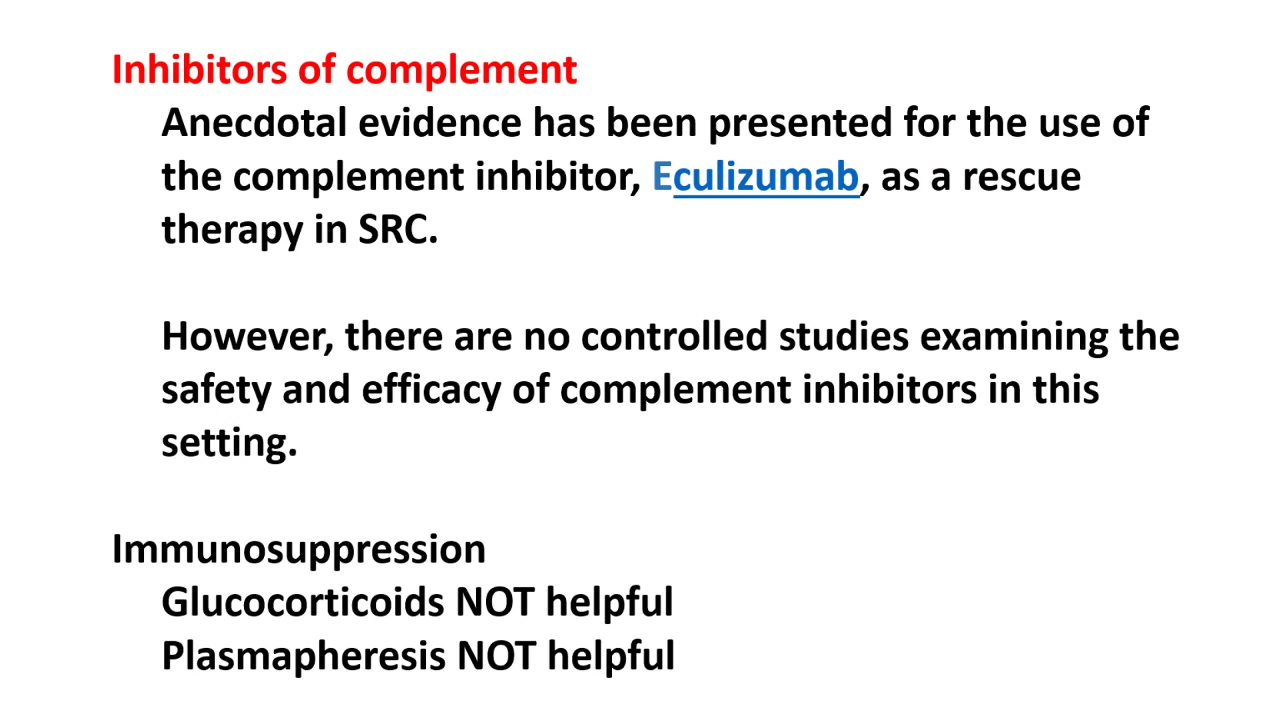 Inhibitors of complement
Anecdotal evidence has been presented for the use of
the complement inhibitor, Eculizumab, as a rescue
therapy in SRC.
However, there are no controlled studies examining the
safety and efficacy of complement inhibitors in this
setting.
Immunosuppression
Glucocorticoids NOT helpful
Plasmapheresis NOT helpful